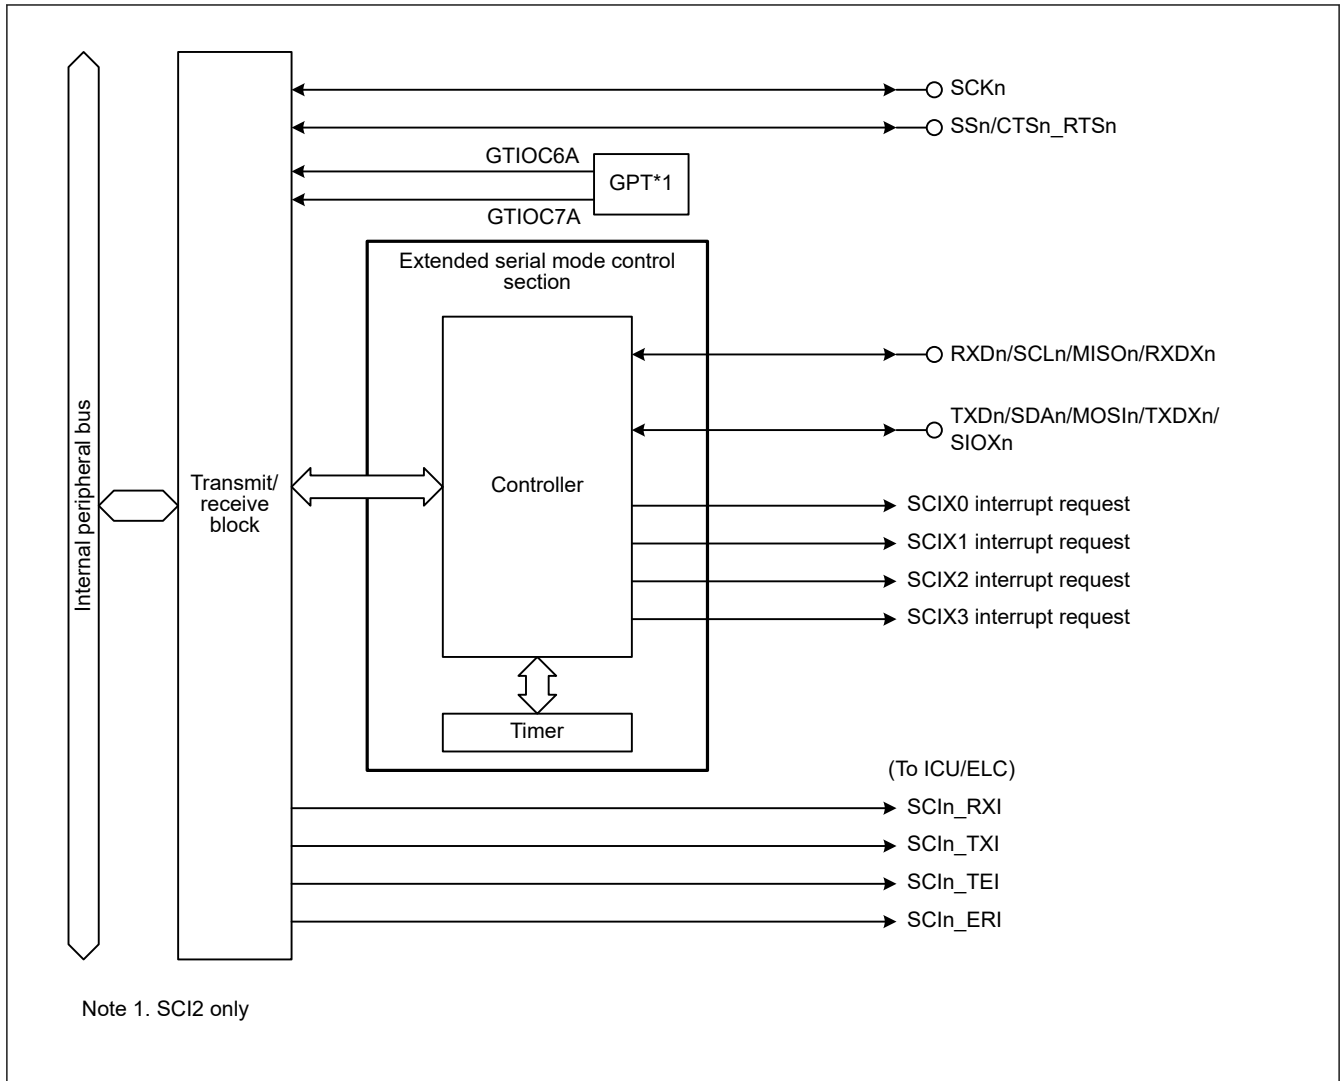 SCKn
SSn/CTSn_RTSn
GTIOC6A
GPT*1
GTIOC7A
Extended serial mode control
section
RXDn/SCLn/MISOn/RXDXn
TXDn/SDAn/MOSIn/TXDXn/
SIOXn
Internal peripheral bus
Transmit/
receive
block
Controller
SCIX0 interrupt request
SCIX1 interrupt request
SCIX2 interrupt request
SCIX3 interrupt request
Timer
(To ICU/ELC)
SCIn_RXI
SCIn_TXI
SCIn_TEI
SCIn_ERI
Note 1. SCI2 only